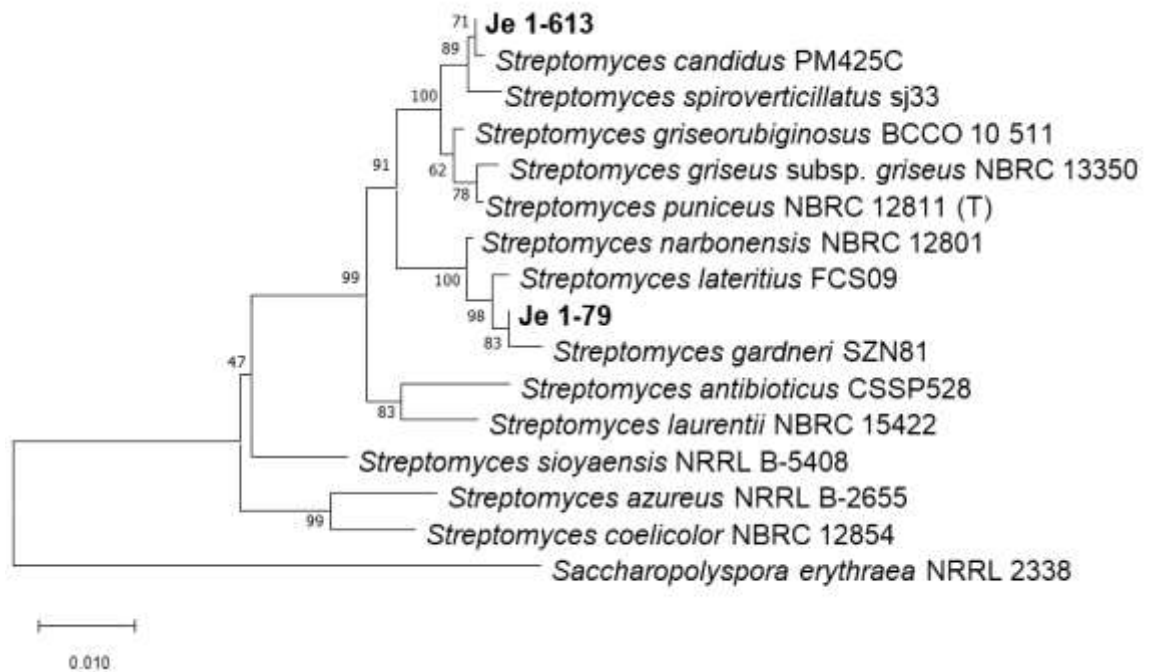 71 Je 1-613
89 Streptomyces candidus PM425C
100 Streptomyces spiroverticillatus sj33
Streptomyces griseorubiginosus BCCO 10 511
91 62 Streptomyces griseus subsp. griseus NBRC 13350
78 Streptomyces puniceus NBRC 12811 (T)
Streptomyces narbonensis NBRC 12801
99 100 Streptomyces lateritius FCS09
98 Je 1-79
83 Streptomyces gardneri SZN81
47 Streptomyces antibioticus CSSP528
83 Streptomyces laurentii NBRC 15422
Streptomyces sioyaensis NRRL B-5408
Streptomyces azureus NRRL B-2655
99 Streptomyces coelicolor NBRC 12854
Saccharopolyspora erythraea NRRL 2338
0.010